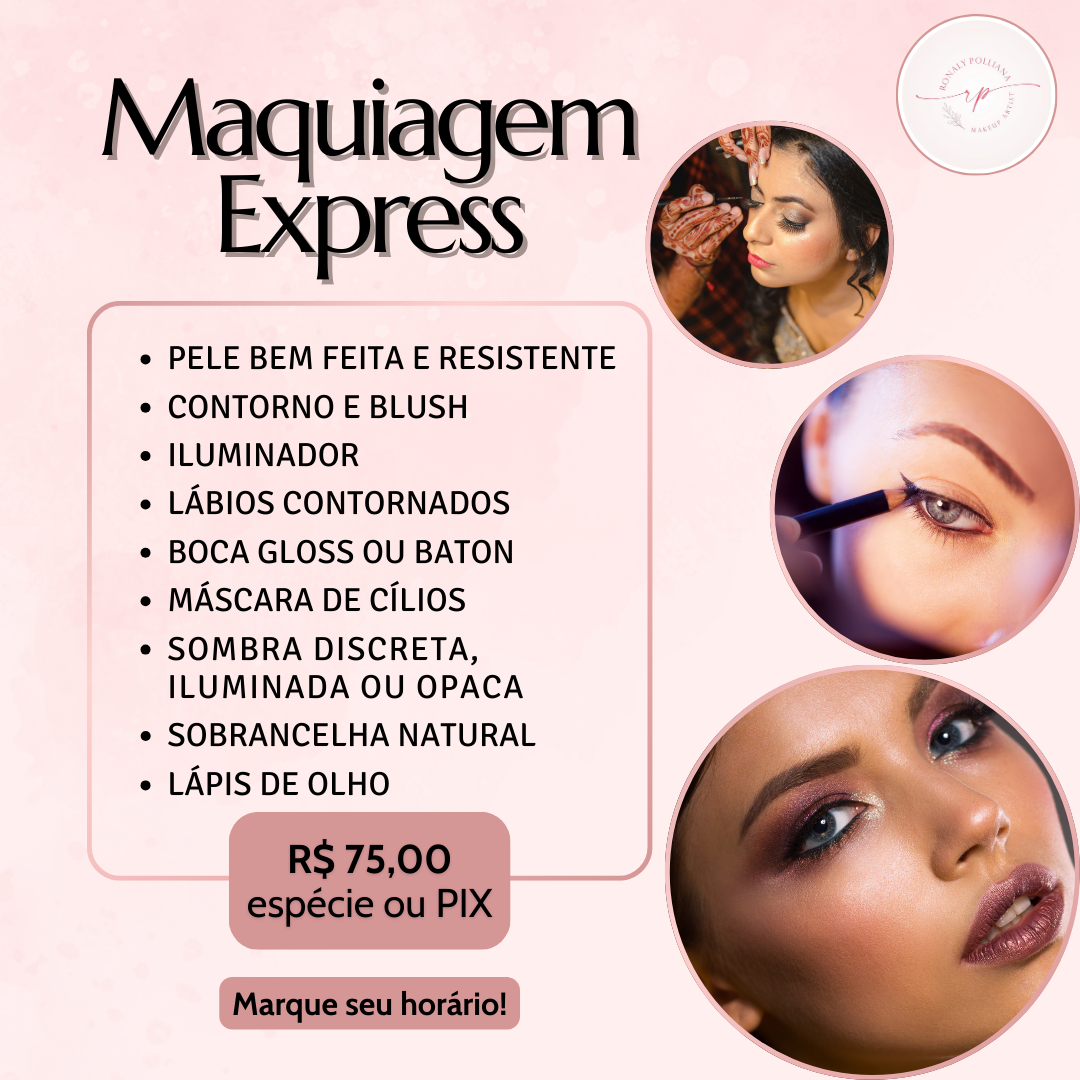 RONALY POLLIANA
rp
MAKEUP ARTIST
Maquiagem
Express
• PELE BEM FEITA E RESISTENTE
• CONTORNO E BLUSH
• ILUMINADOR
• LÁBIOS CONTORNADOS
• BOCA GLOSS OU BATON
• MÁSCARA DE CÍLIOS
• SOMBRA DISCRETA,
ILUMINADA OU OPACA
• SOBRANCELHA NATURAL
• LÁPIS DE OLHO
R$ 75,00
espécie ou PIX
Marque seu horário!